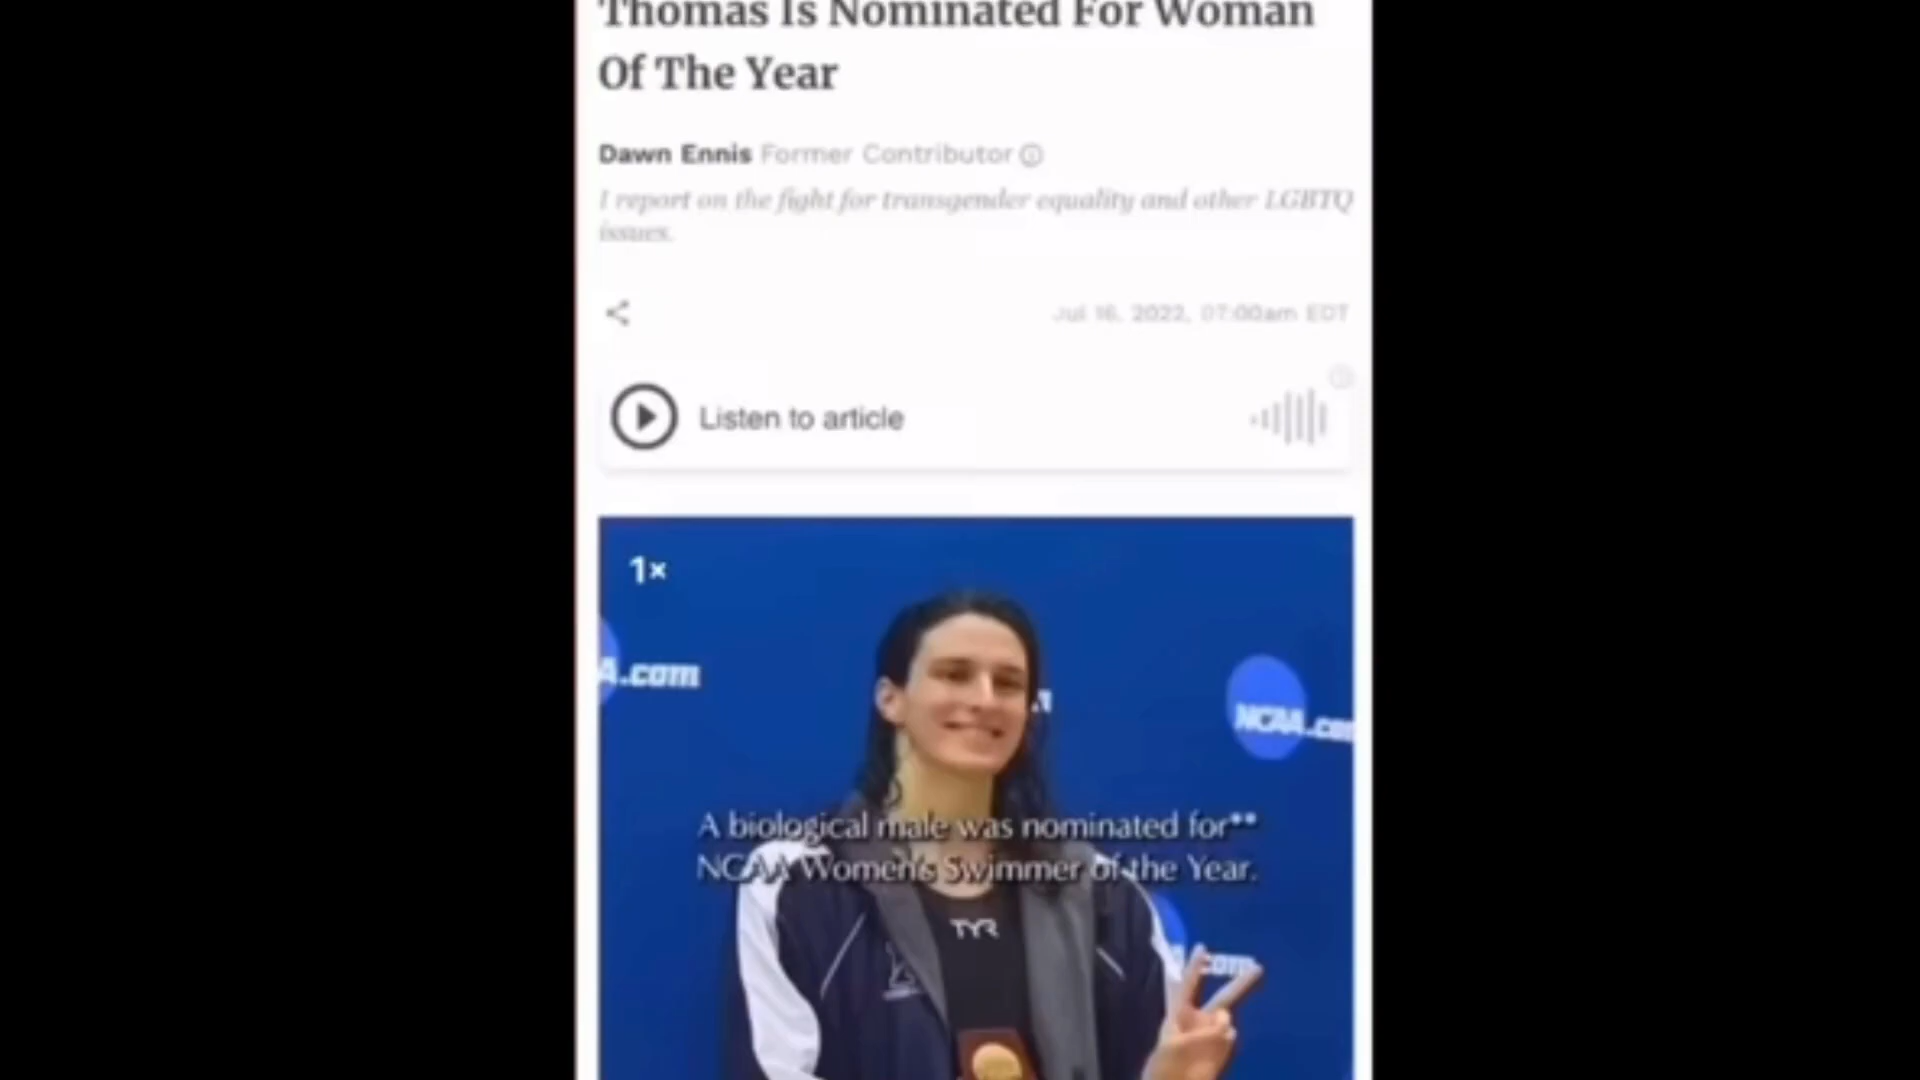 Thomas Is Nominated For Woman
Of The Year
Dawn Ennis Former Contributor
I report on the fight for transgender equality and other LGBTQ
issues.
Jul 16, 2022, 07:00am EDT
Listen to article
1×
A.com
NCAA.com
A biological male was nominated for**
NCAA Women's Swimmer of the Year.
TYR
.com